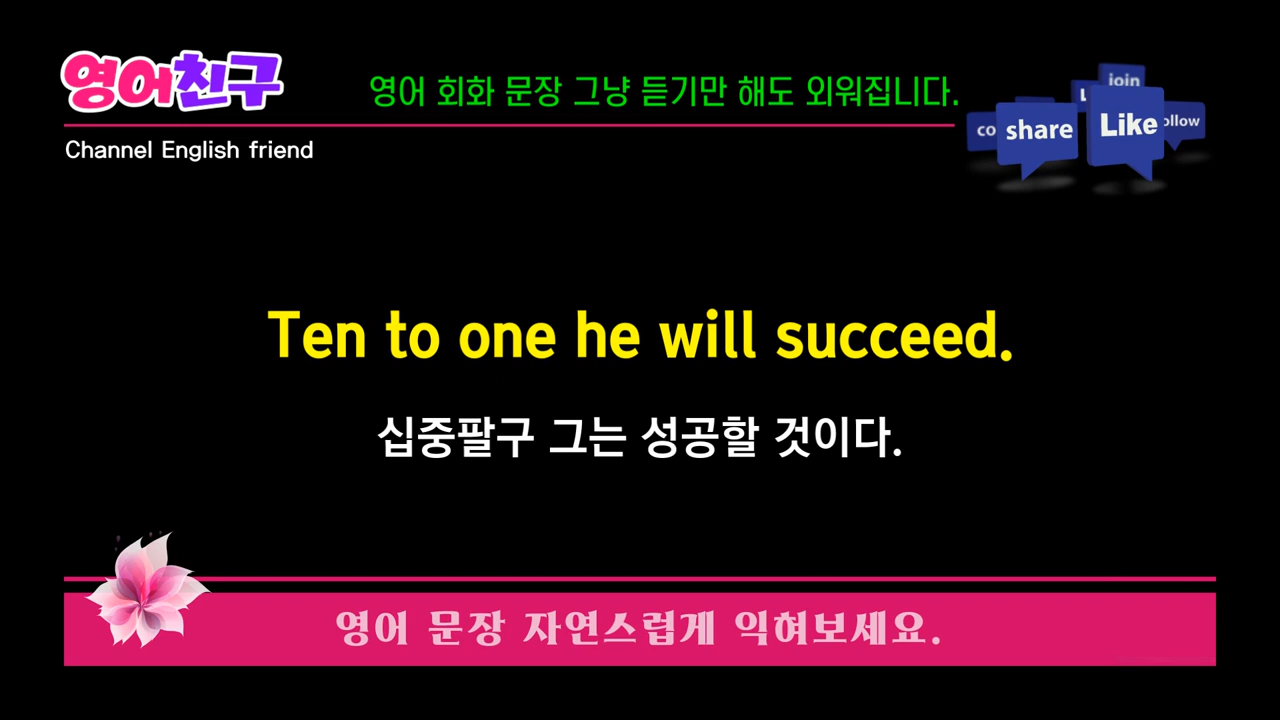 영어친구
영어 회화 문장 그냥 듣기만 해도 외워집니다.
Channel English friend
join
share
Like
Ten to one he will succeed.
십중팔구 그는 성공할 것이다.
영어 문장 자연스럽게 익혀보세요.